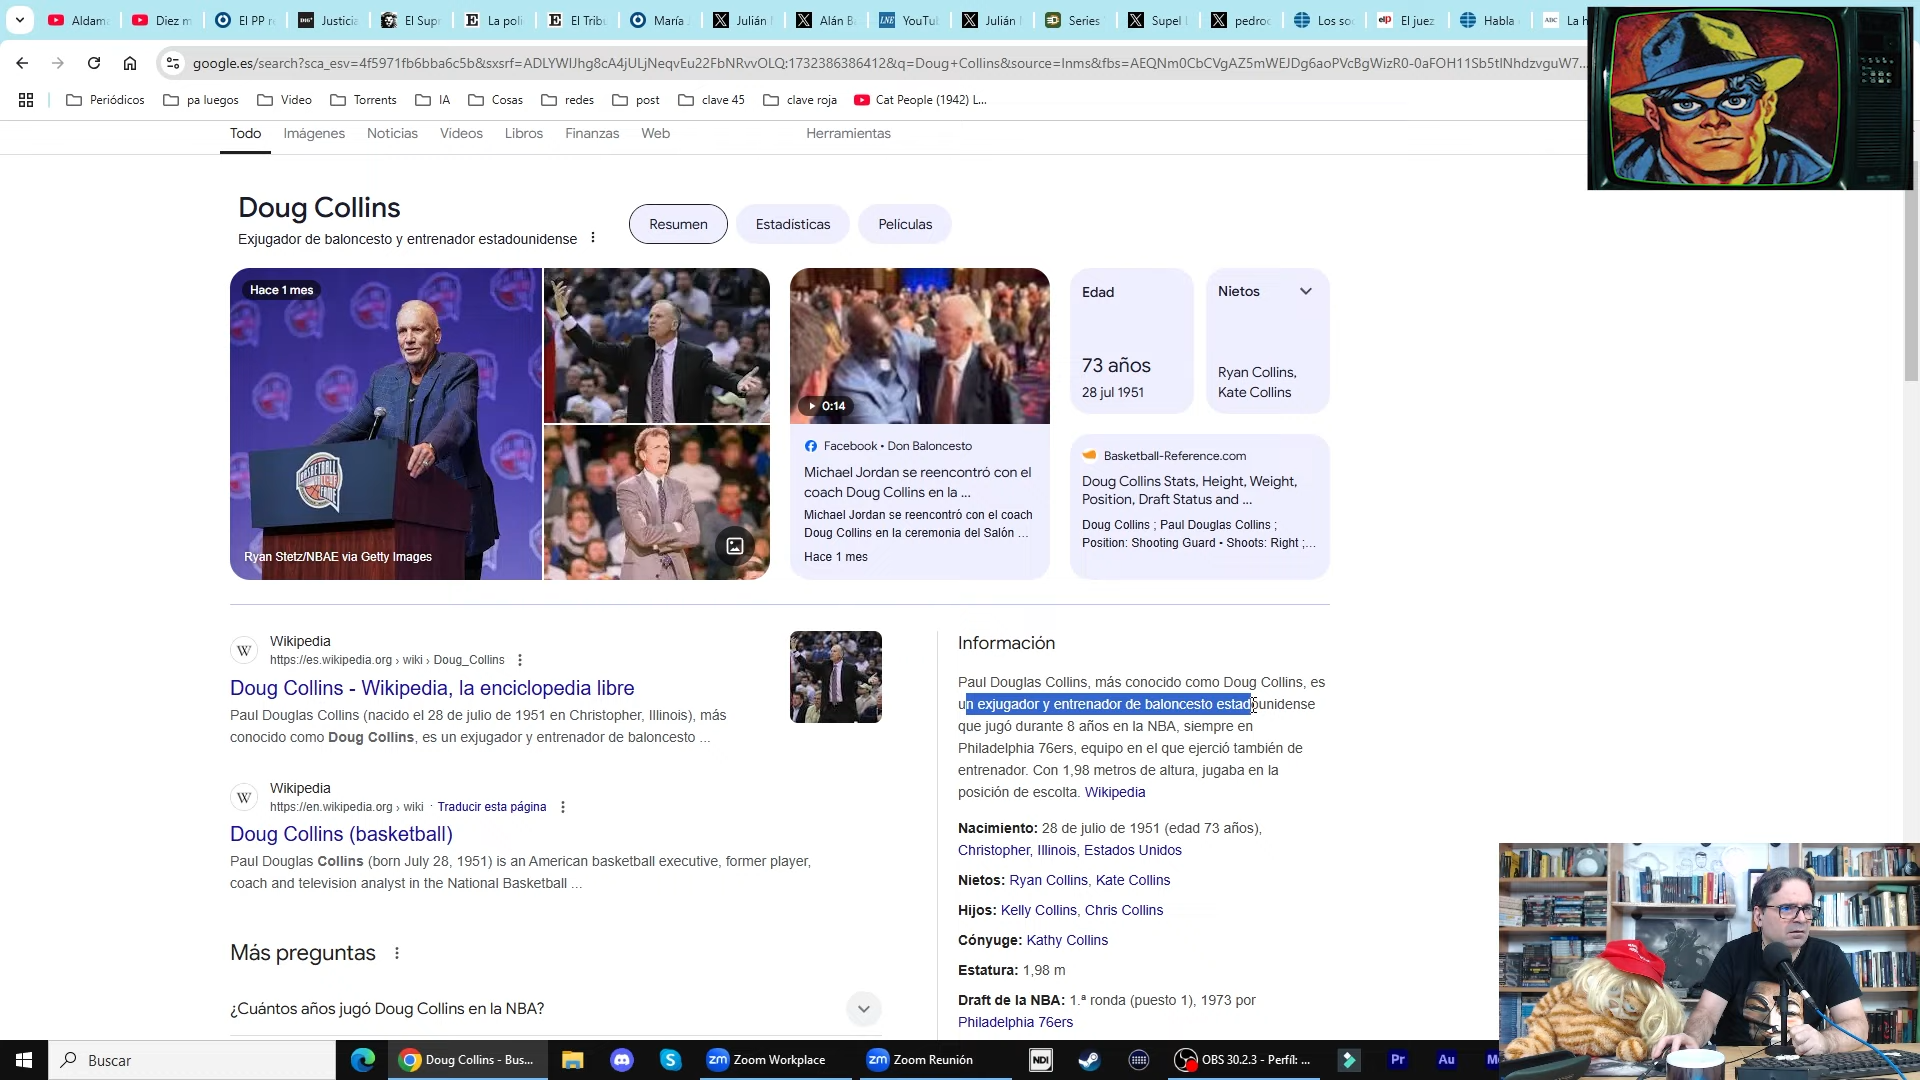 Aldam
Diez m
El PP re
Justicia
El Supr
La poli
El Tribu
María J
Julián
Alán B
YouTu
Julián
Series
Supel L
pedroc
Los so
El juez
Habla
La h
google.es/search?sca_esv=4f5971fb6bba6c5b&sxsrf=ADLYWIJhg8cA4jULjNeqvEu22FbNRvvOLQ:1732386386412&q=Doug+Collins&source=lnms&fbs=AEQNm0CbCVgAZ5mWEJDg6aoPVcBgWizR0-0aFOH11Sb5tlNhdzvguW7...
Periódicos
pa luegos
Video
Torrents
IA
Cosas
redes
post
clave 45
clave roja
Cat People (1942) L...
Todo
Imágenes
Noticias
Videos
Libros
Finanzas
Web
Herramientas
Doug Collins
Exjugador de baloncesto y entrenador estadounidense
Resumen
Estadísticas
Películas
Hace 1 mes
Ryan Stetz/NBAE via Getty Images
0:14
Facebook • Don Baloncesto
Michael Jordan se reencontró con el
coach Doug Collins en la ...
Michael Jordan se reencontró con el coach
Doug Collins en la ceremonia del Salón ...
Hace 1 mes
Edad
73 años
28 jul 1951
Nietos
Ryan Collins,
Kate Collins
Basketball-Reference.com
Doug Collins Stats, Height, Weight,
Position, Draft Status and ...
Doug Collins ; Paul Douglas Collins ;
Position: Shooting Guard • Shoots: Right ;...
Wikipedia
https://es.wikipedia.org › wiki › Doug_Collins
Doug Collins - Wikipedia, la enciclopedia libre
Paul Douglas Collins (nacido el 28 de julio de 1951 en Christopher, Illinois), más
conocido como Doug Collins, es un exjugador y entrenador de baloncesto ...
Wikipedia
https://en.wikipedia.org › wiki · Traducir esta página
Doug Collins (basketball)
Paul Douglas Collins (born July 28, 1951) is an American basketball executive, former player,
coach and television analyst in the National Basketball ...
Más preguntas
¿Cuántos años jugó Doug Collins en la NBA?
Información
Paul Douglas Collins, más conocido como Doug Collins, es
un exjugador y entrenador de baloncesto estadounidense
que jugó durante 8 años en la NBA, siempre en
Philadelphia 76ers, equipo en el que ejerció también de
entrenador. Con 1,98 metros de altura, jugaba en la
posición de escolta. Wikipedia
Nacimiento: 28 de julio de 1951 (edad 73 años),
Christopher, Illinois, Estados Unidos
Nietos: Ryan Collins, Kate Collins
Hijos: Kelly Collins, Chris Collins
Cónyuge: Kathy Collins
Estatura: 1,98 m
Draft de la NBA: 1.ª ronda (puesto 1), 1973 por
Philadelphia 76ers
Buscar
Doug Collins - Bus...
Zoom Workplace
Zoom Reunión
NDI
OBS 30.2.3 - Perfil: ...
Pr
Au